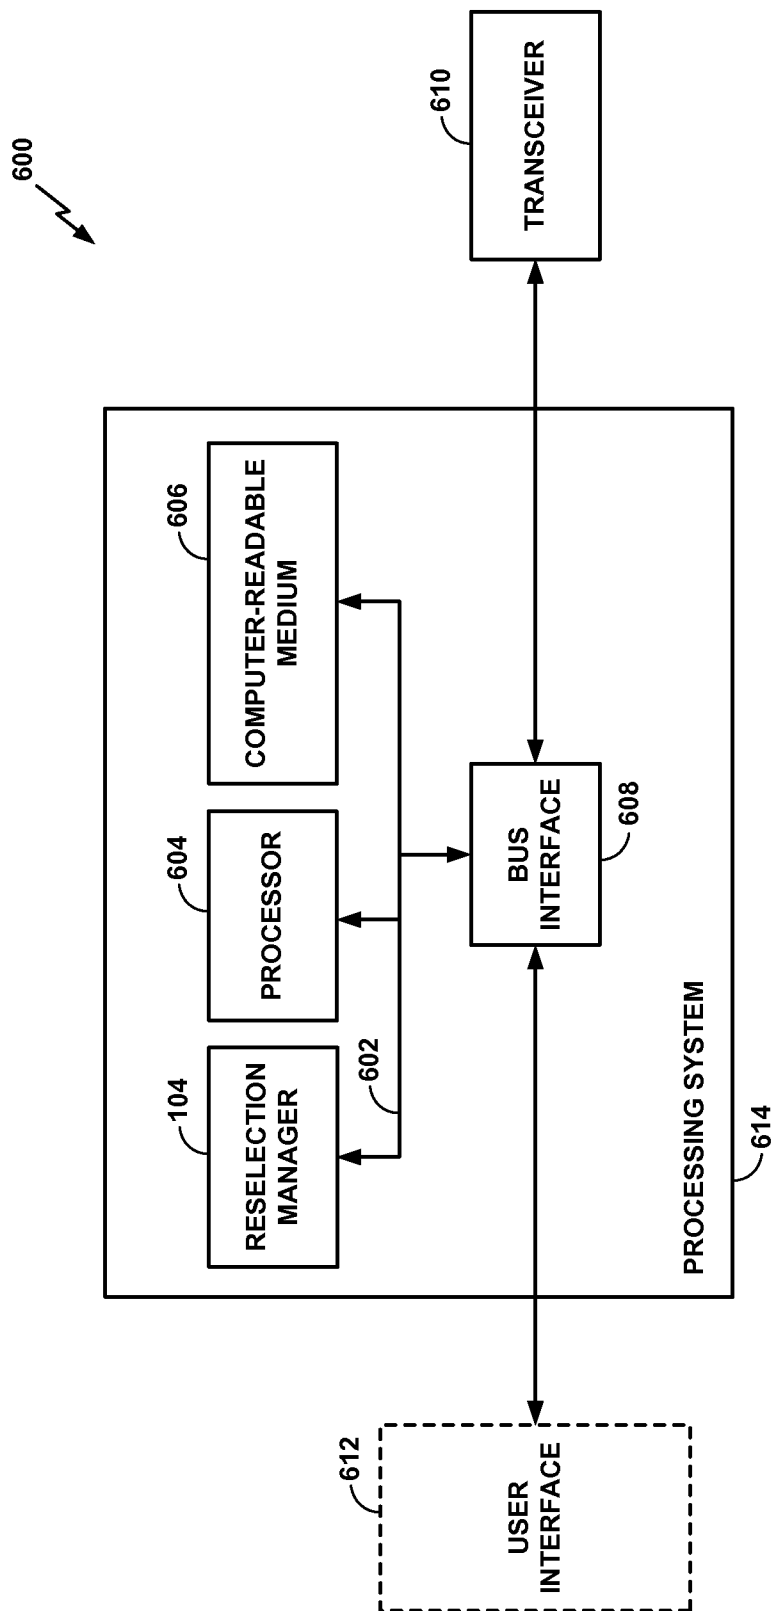 600
104
RESELECTION
MANAGER
604
PROCESSOR
606
COMPUTER-READABLE
MEDIUM
602
612
USER
INTERFACE
BUS
INTERFACE
608
610
TRANSCEIVER
PROCESSING SYSTEM
614